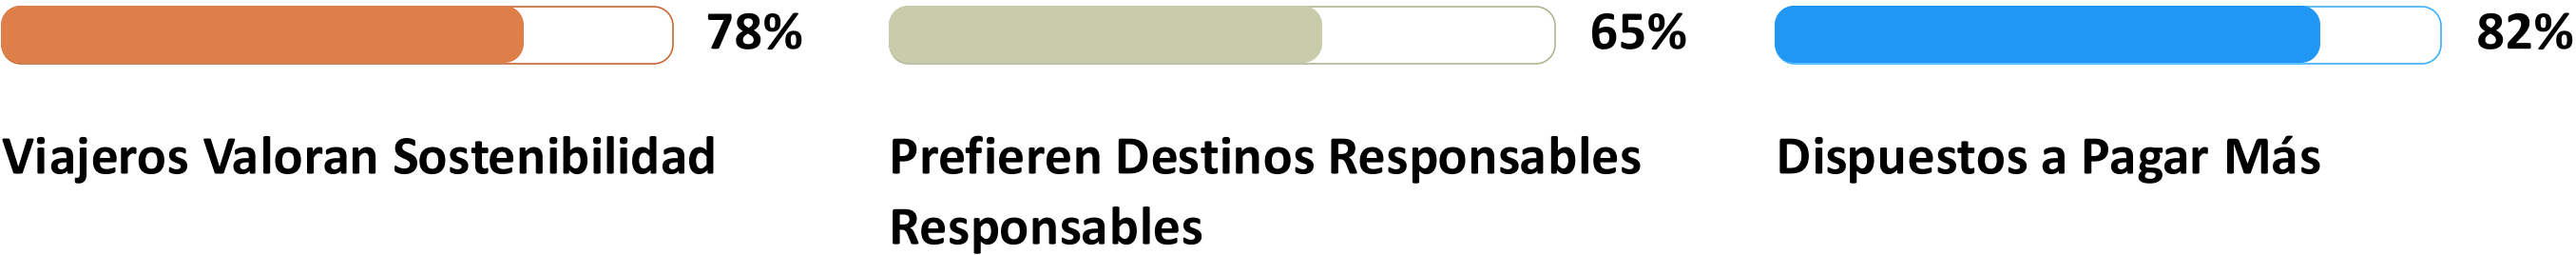 78%
65%
82%
Viajeros Valoran Sostenibilidad
Prefieren Destinos Responsables
Responsables
Dispuestos a Pagar Más